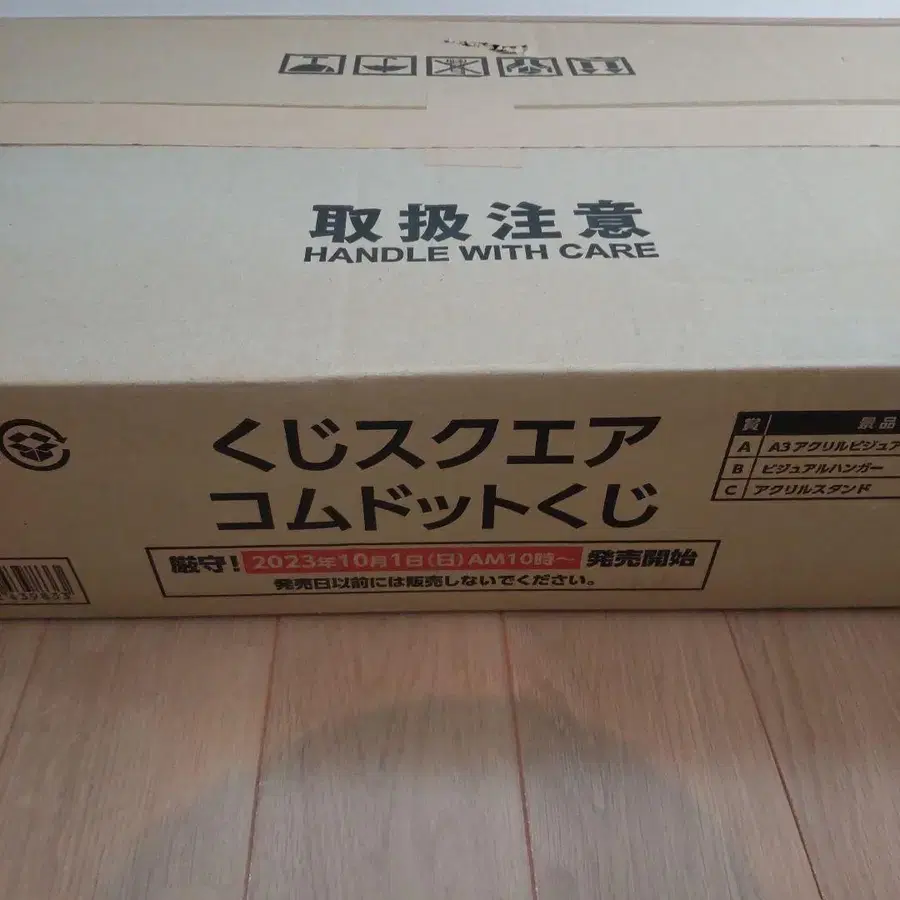 取扱注意
HANDLE WITH CARE
くじスクエア
コムドットくじ
厳守! 2023年10月1日(日)AM10時～ 発売開始
発売日以前には販売しないでください。
賞 景品
A A3アクリルビジュア
B ビジュアルハンガー
C アクリルスタンド